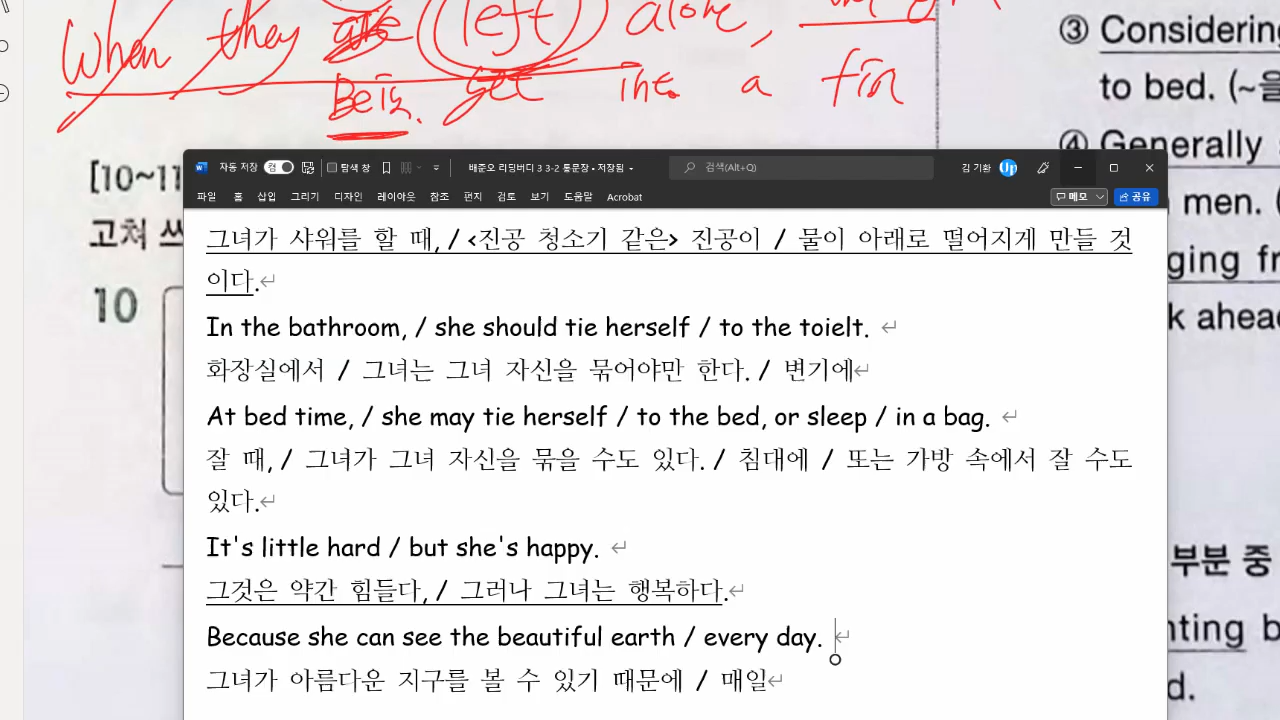 When they are left alone,
Being. get into a
③ Considering
to bed. (~을
④ Generally
[10~11
고쳐 쓰
men. (
10
ging fr
k ahead
부분 중
nting b
d.
자동 저장 컴 탐색 창 배준오 리딩버디 3 3-2 통문장 • 저장됨 검색(Alt+Q) 김 기환 Up
파일 홈 삽입 그리기 디자인 레이아웃 참조 편지 검토 보기 도움말 Acrobat 메모 공유
그녀가 샤워를 할 때, / <진공 청소기 같은> 진공이 / 물이 아래로 떨어지게 만들 것
이다.
In the bathroom, / she should tie herself / to the toielt.
화장실에서 / 그녀는 그녀 자신을 묶어야만 한다. / 변기에
At bed time, / she may tie herself / to the bed, or sleep / in a bag.
잘 때, / 그녀가 그녀 자신을 묶을 수도 있다. / 침대에 / 또는 가방 속에서 잘 수도
있다.
It's little hard / but she's happy.
그것은 약간 힘들다, / 그러나 그녀는 행복하다.
Because she can see the beautiful earth / every day.
그녀가 아름다운 지구를 볼 수 있기 때문에 / 매일